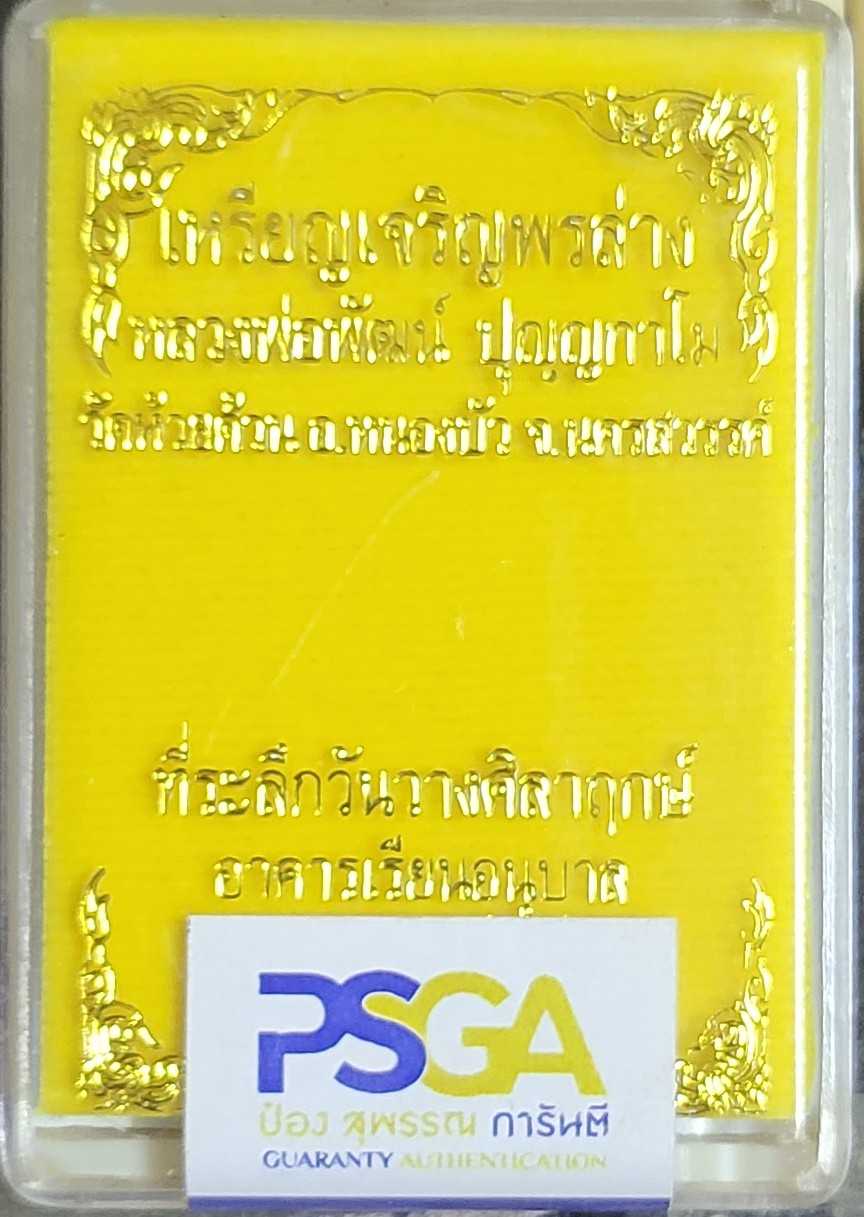 เหรียญเจริญพรล่าง
หลวงพ่อพัฒน์ ปุญญกาโม
วัดห้วยด้วน อ.หนองบัว จ.นครสวรรค์
ที่ระลึกวันวางศิลาฤกษ์
อาคารเรียนอนุบาล
PSGA
ป๋อง สุพรรณ การันตี
GUARANTY AUTHENTICATION